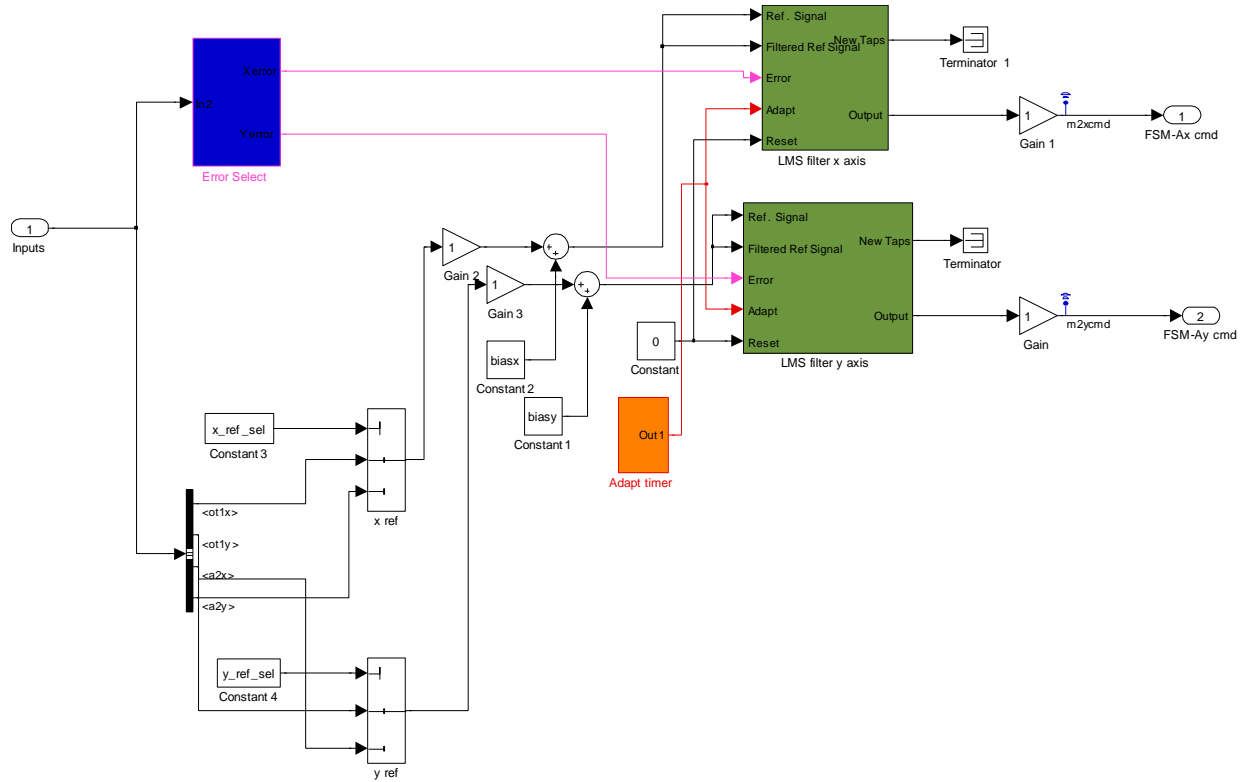 Ref. Signal
New Taps
Filtered Ref Signal
Terminator 1
X error
Error
In2
Adapt
Output
1
m2xcmd
1
Gain 1
FSM-Ax cmd
Y error
Reset
LMS filter x axis
Error Select
Ref. Signal
1
Inputs
New Taps
1
+
+
Filtered Ref Signal
Terminator
Gain 2
1
+
+
Error
Gain 3
Adapt
Output
1
m2ycmd
2
Gain
FSM-Ay cmd
0
Reset
Constant
LMS filter y axis
biasx
Constant 2
biasy
Constant 1
x_ref_sel
Constant 3
Out1
Adapt timer
<ot1x>
x ref
<ot1y>
<a2x>
<a2y>
y_ref_sel
Constant 4
y ref